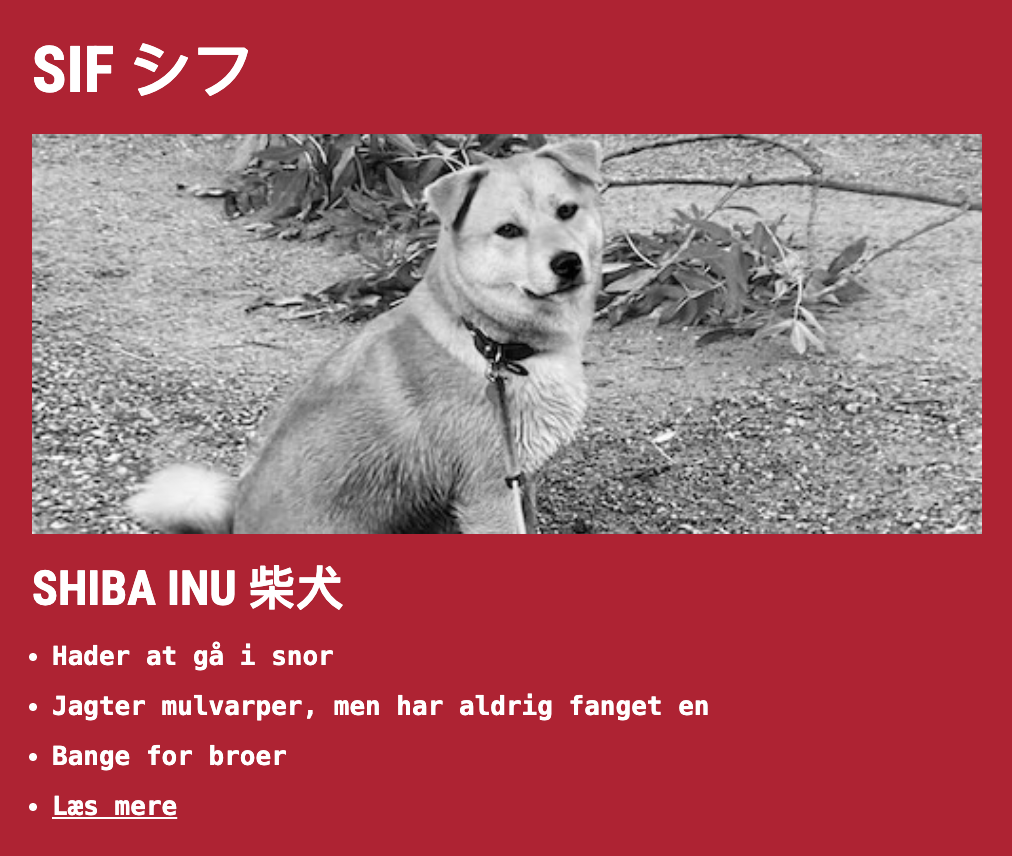 SIF シフ
SHIBA INU 柴犬
• Hader at gå i snor
• Jagter mulvarper, men har aldrig fanget en
• Bange for broer
• Læs mere